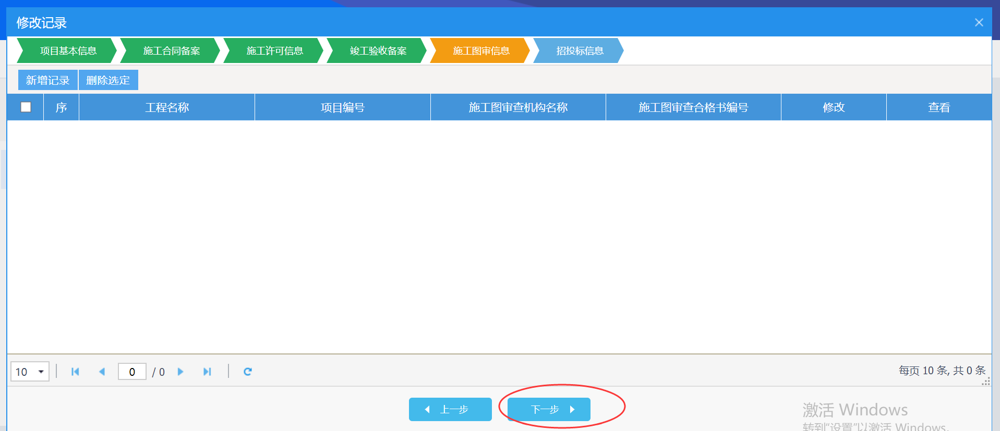 修改记录
项目基本信息 施工合同备案 施工许可信息 竣工验收备案 施工图审信息 招投标信息
新增记录 删除选定
序 工程名称 项目编号 施工图审查机构名称 施工图审查合格书编号 修改 查看
10 0 / 0 每页 10 条, 共 0 条
上一步 下一步
激活 Windows
转到"设置"以激活 Windows。